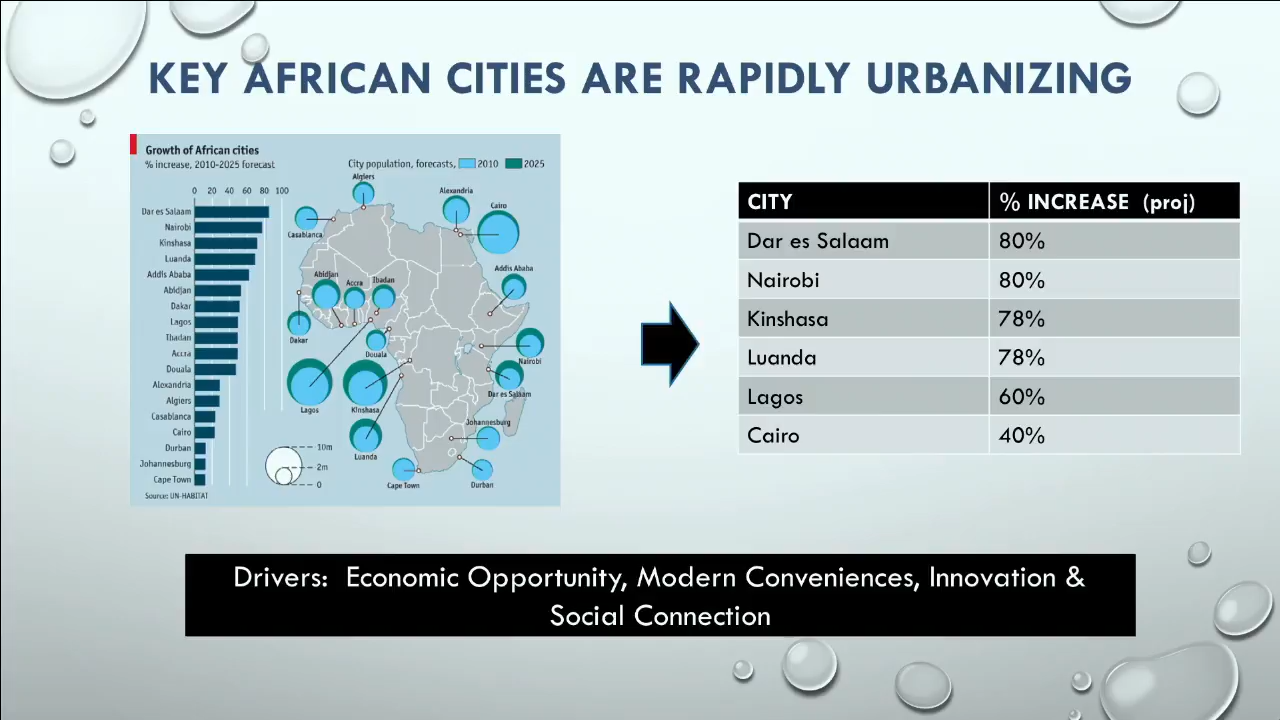 KEY AFRICAN CITIES ARE RAPIDLY URBANIZING
Growth of African cities
% increase, 2010-2025 forecast
City population, forecasts, 2010 2025
0 20 40 60 80 100
Dar es Salaam
Nairobi
Kinshasa
Luanda
Addis Ababa
Abidjan
Dakar
Lagos
Ibadan
Accra
Douala
Alexandria
Algiers
Casablanca
Cairo
Durban
Johannesburg
Cape Town
Source: UN-HABITAT
Algiers
Alexandria
Cairo
Casablanca
Addis Ababa
Abidjan
Accra
Ibadan
Dakar
Douala
Nairobi
Dar es Salaam
Lagos
Kinshasa
Johannesburg
Luanda
Cape Town
Durban
10m
2m
0
CITY % INCREASE (proj)
Dar es Salaam 80%
Nairobi 80%
Kinshasa 78%
Luanda 78%
Lagos 60%
Cairo 40%
Drivers: Economic Opportunity, Modern Conveniences, Innovation &
Social Connection